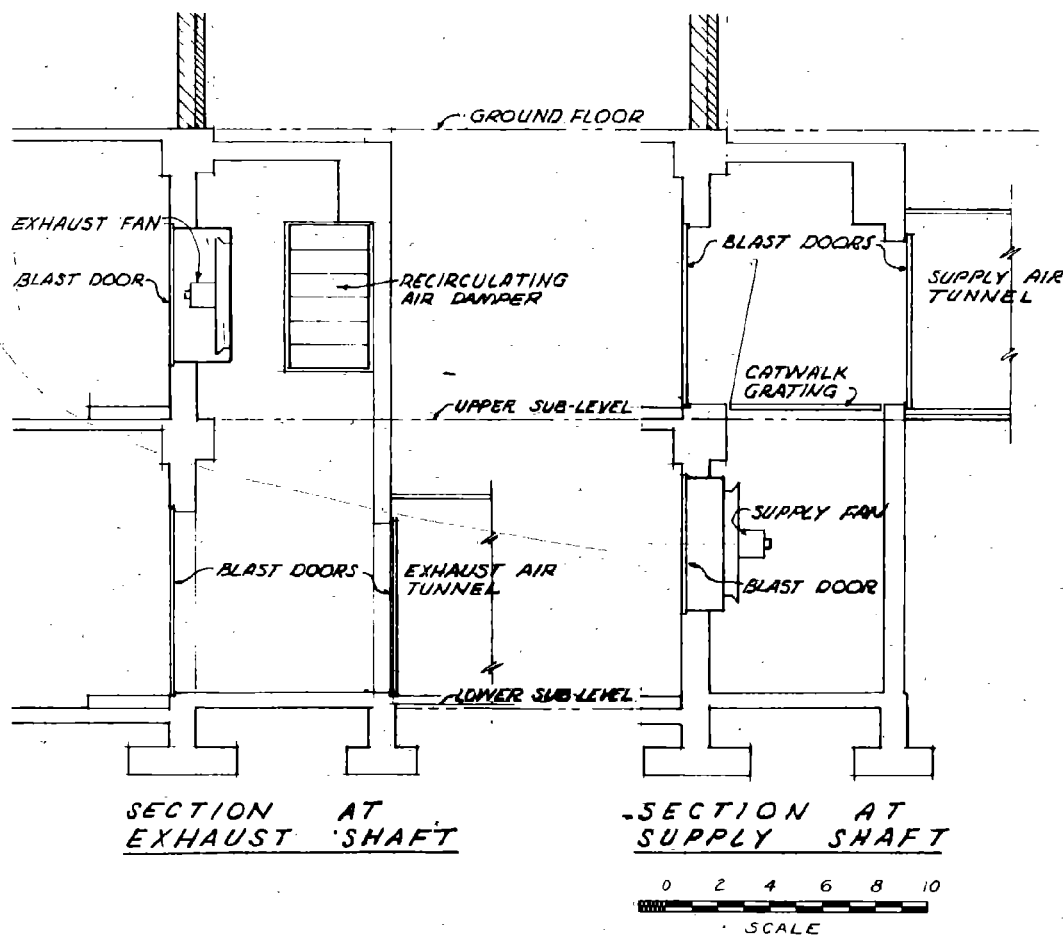 GROUND FLOOR
EXHAUST FAN
BLAST DOOR
RECIRCULATING
AIR DAMPER
BLAST DOORS
SUPPLY AIR
TUNNEL
CATWALK
GRATING
UPPER SUB-LEVEL
SUPPLY FAN
BLAST DOORS
EXHAUST AIR
TUNNEL
BLAST DOOR
LOWER SUB-LEVEL
SECTION AT
EXHAUST SHAFT
SECTION AT
SUPPLY SHAFT
0 2 4 6 8 10
SCALE